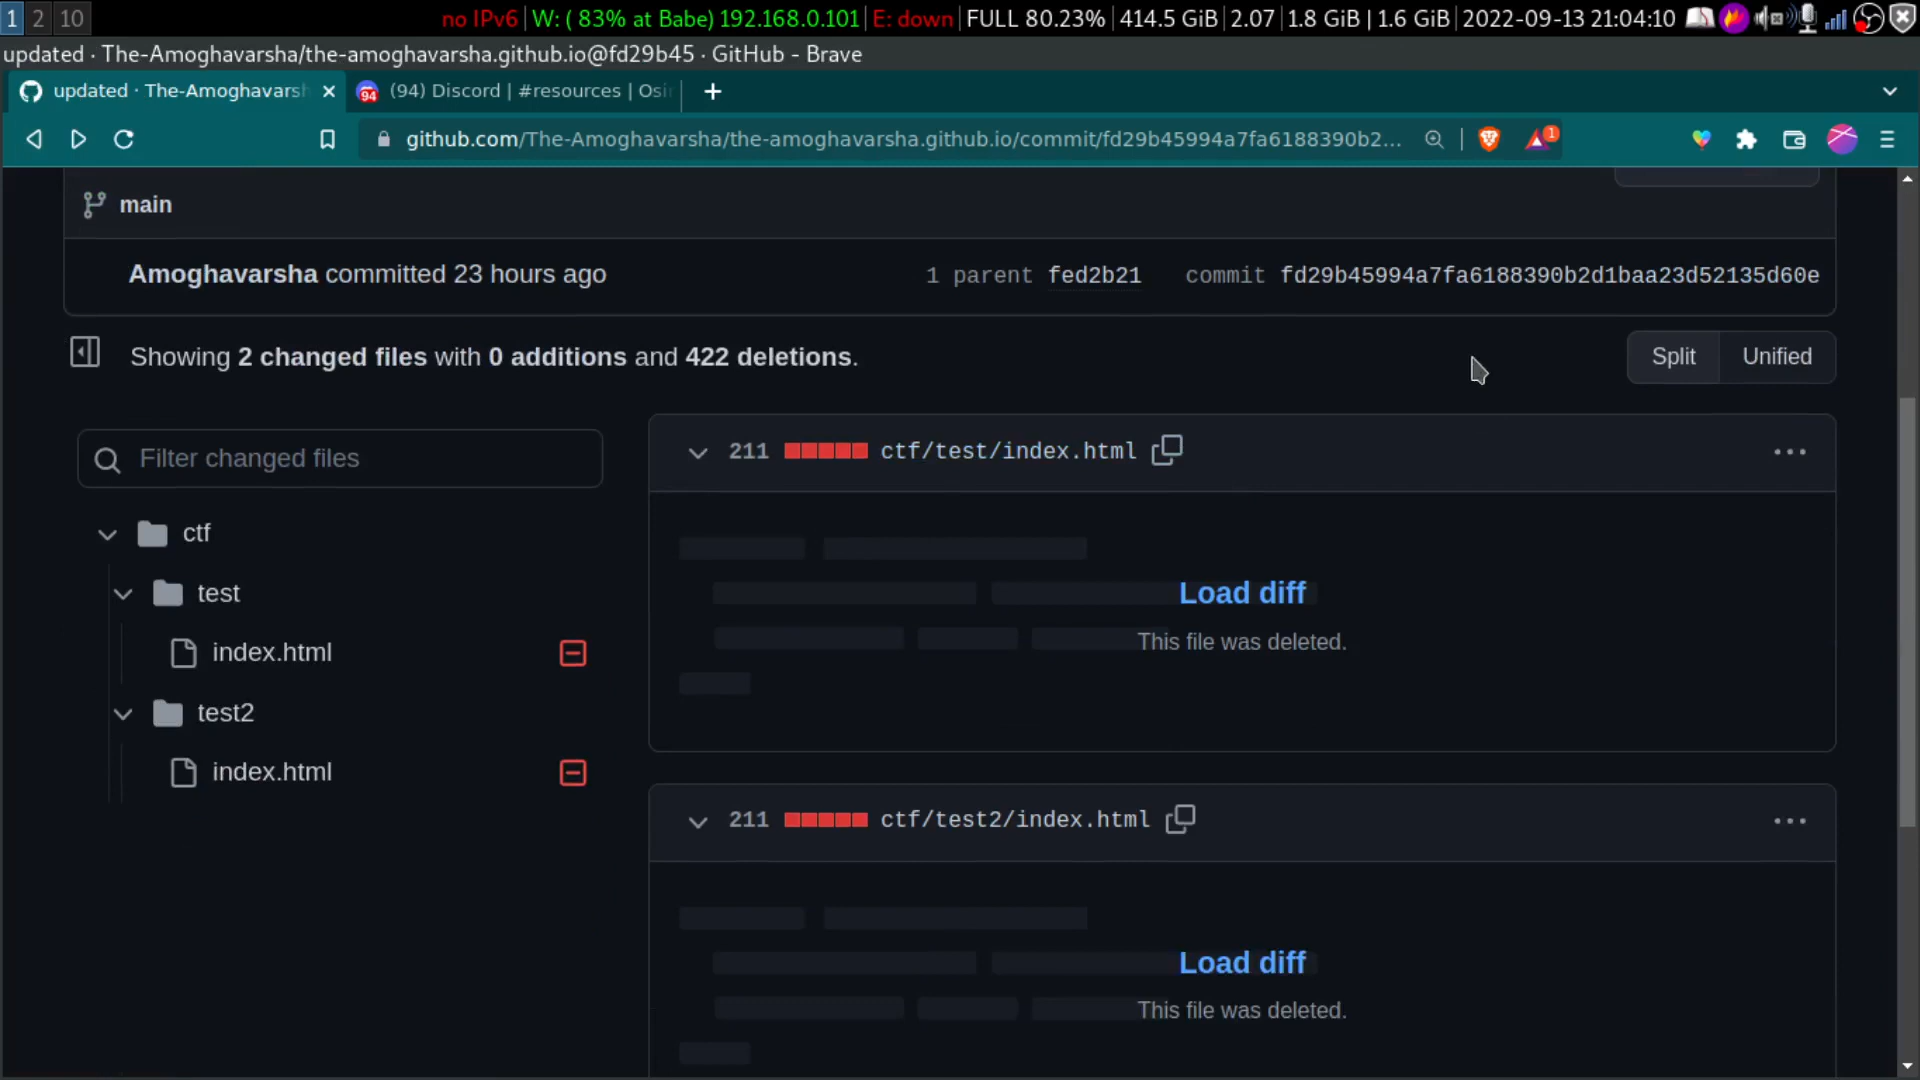 1 2 10 no IPv6 | W: ( 83% at Babe) 192.168.0.101 | E: down | FULL 80.23% | 414.5 GiB | 2.07 | 1.8 GiB | 1.6 GiB | 2022-09-13 21:04:10
updated · The-Amoghavarsha/the-amoghavarsha.github.io@fd29b45 · GitHub - Brave
updated · The-Amoghavarsh 94 (94) Discord | #resources | Osi
github.com/The-Amoghavarsha/the-amoghavarsha.github.io/commit/fd29b45994a7fa6188390b2... 1
main
Amoghavarsha committed 23 hours ago 1 parent fed2b21 commit fd29b45994a7fa6188390b2d1baa23d52135d60e
Showing 2 changed files with 0 additions and 422 deletions. Split Unified
Filter changed files
ctf
test
index.html
test2
index.html
211 ctf/test/index.html
Load diff
This file was deleted.
211 ctf/test2/index.html
Load diff
This file was deleted.